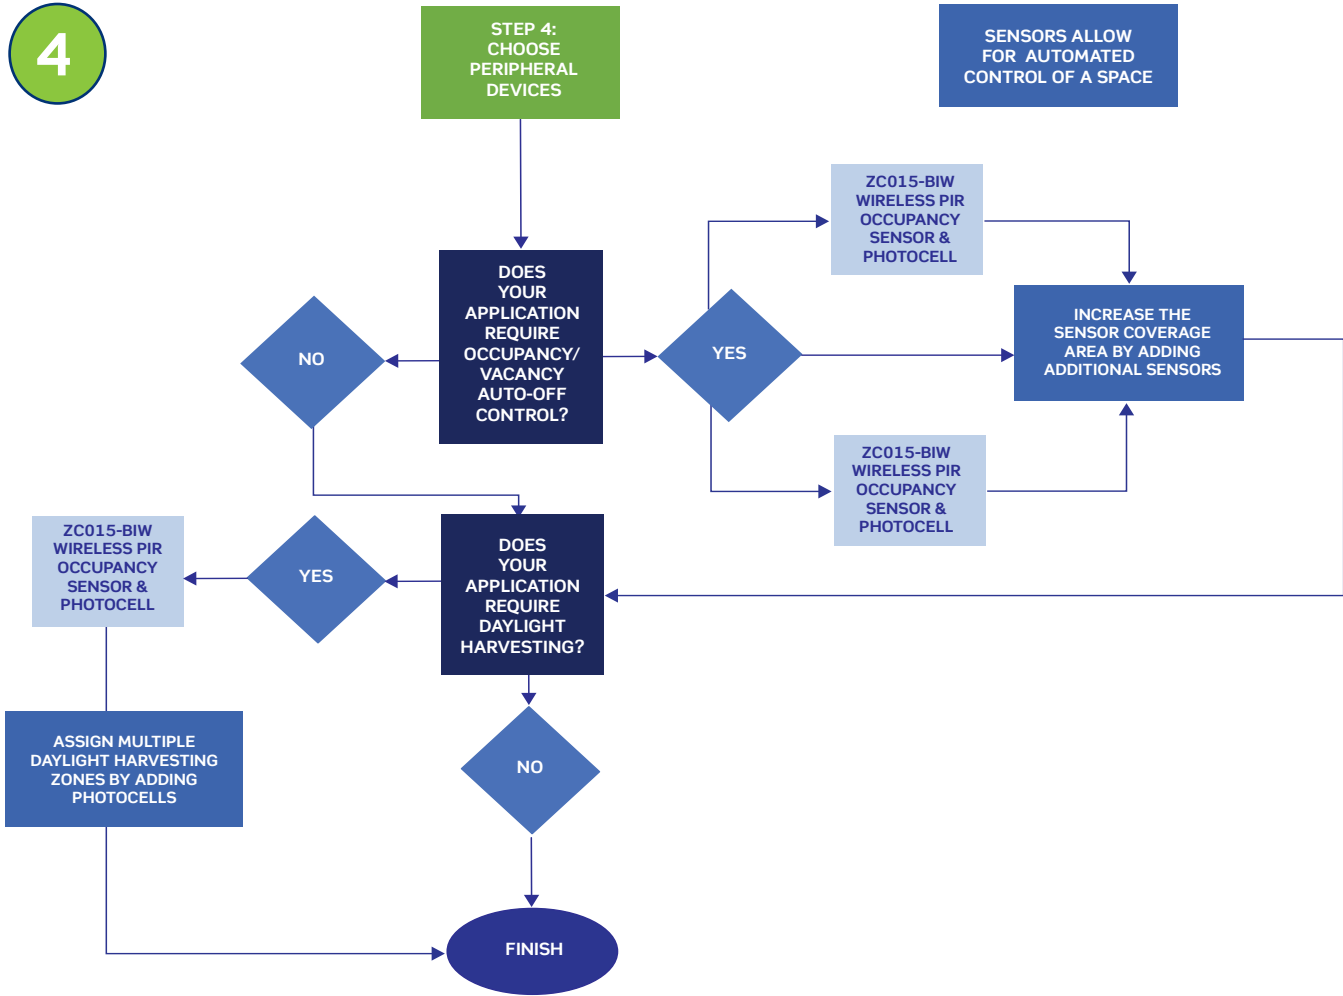 4
STEP 4:
CHOOSE
PERIPHERAL
DEVICES
SENSORS ALLOW
FOR AUTOMATED
CONTROL OF A SPACE
ZC015-BIW
WIRELESS PIR
OCCUPANCY
SENSOR &
PHOTOCELL
DOES
YOUR
APPLICATION
REQUIRE
OCCUPANCY/
VACANCY
AUTO-OFF
CONTROL?
NO
YES
INCREASE THE
SENSOR COVERAGE
AREA BY ADDING
ADDITIONAL SENSORS
ZC015-BIW
WIRELESS PIR
OCCUPANCY
SENSOR &
PHOTOCELL
ZC015-BIW
WIRELESS PIR
OCCUPANCY
SENSOR &
PHOTOCELL
YES
DOES
YOUR
APPLICATION
REQUIRE
DAYLIGHT
HARVESTING?
ASSIGN MULTIPLE
DAYLIGHT HARVESTING
ZONES BY ADDING
PHOTOCELLS
NO
FINISH